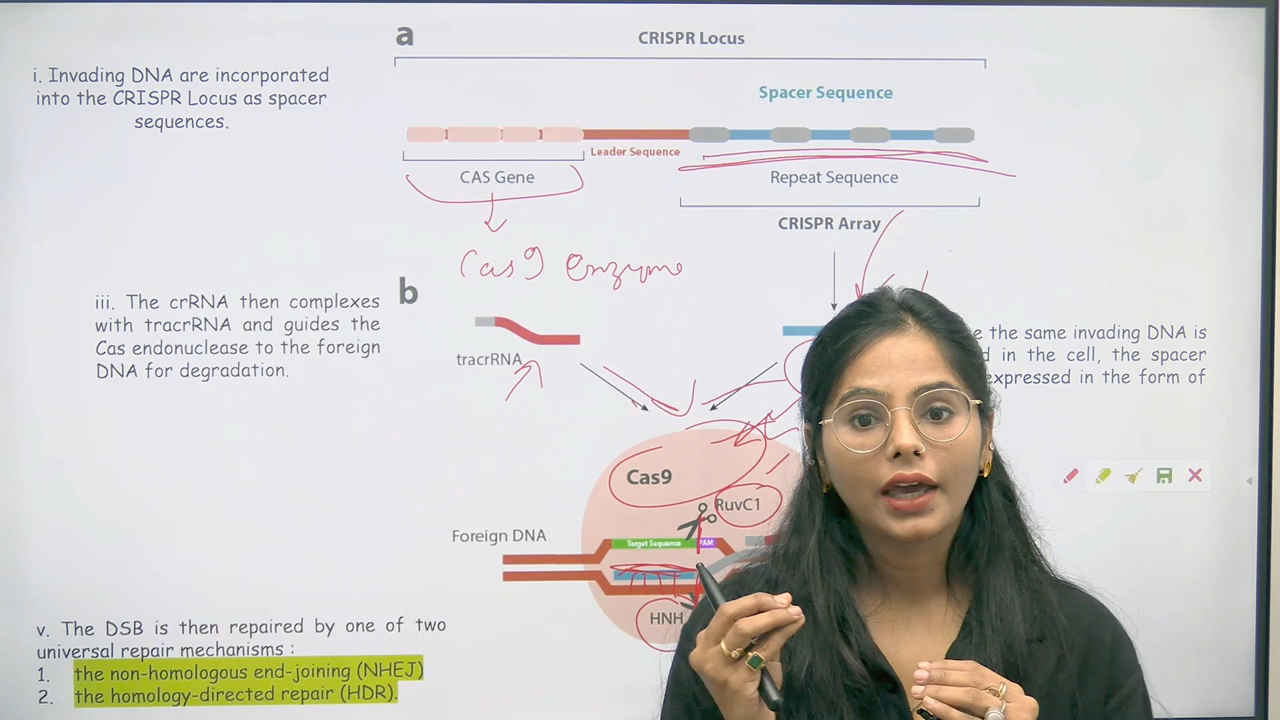 a
CRISPR Locus
i. Invading DNA are incorporated
into the CRISPR Locus as spacer
sequences.
Spacer Sequence
Leader Sequence
CAS Gene
Repeat Sequence
CRISPR Array
Cas9 enzyme
b
iii. The crRNA then complexes
with tracrRNA and guides the
Cas endonuclease to the foreign
DNA for degradation.
tracrRNA
the same invading DNA is
in the cell, the spacer
expressed in the form of
Cas9
RuvC1
Foreign DNA
Target Sequence
PAM
HNH
v. The DSB is then repaired by one of two
universal repair mechanisms :
1. the non-homologous end-joining (NHEJ)
2. the homology-directed repair (HDR).